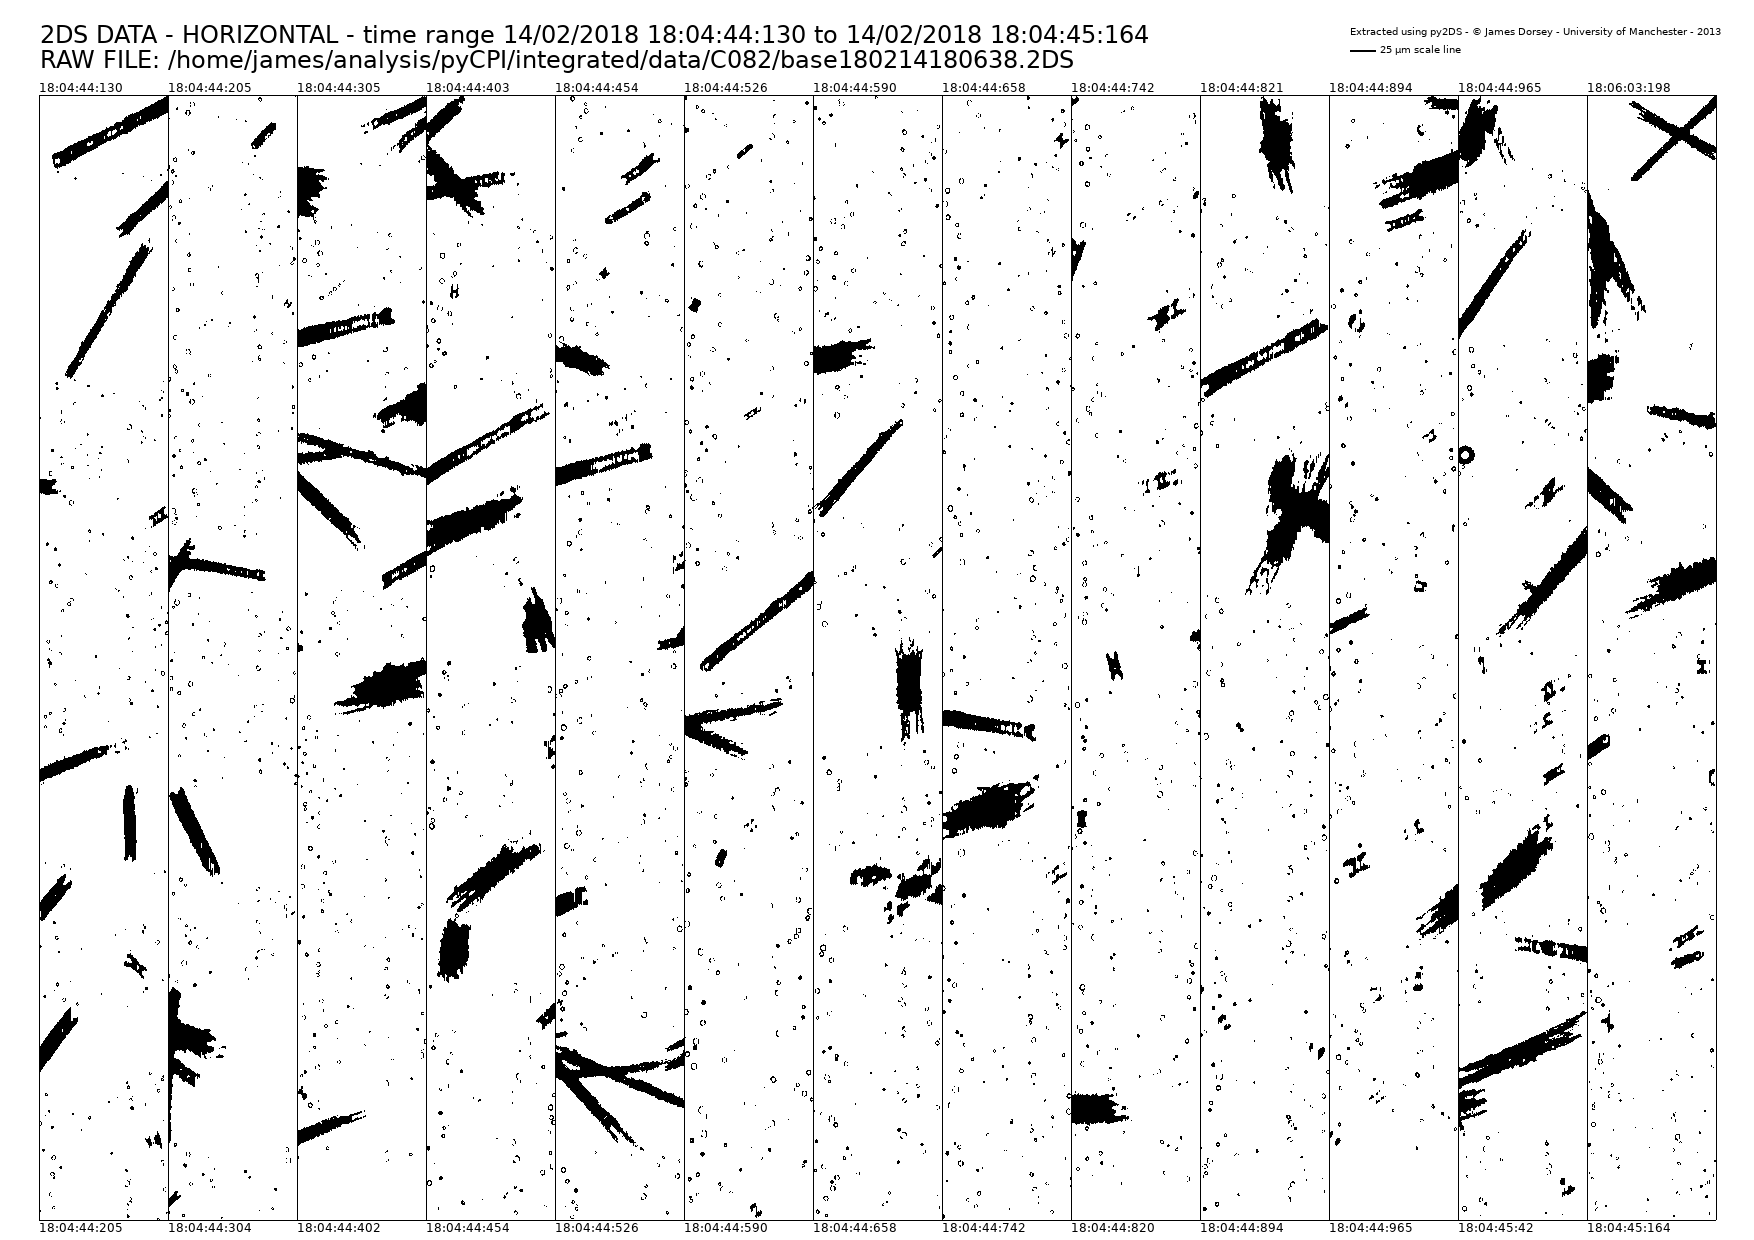 2DS DATA - HORIZONTAL - time range 14/02/2018 18:04:44:130 to 14/02/2018 18:04:45:164
RAW FILE: /home/james/analysis/pyCPI/integrated/data/C082/base180214180638.2DS
Extracted using py2DS - © James Dorsey - University of Manchester - 2013
25 µm scale line
18:04:44:130 18:04:44:205 18:04:44:305 18:04:44:403 18:04:44:454 18:04:44:526 18:04:44:590 18:04:44:658 18:04:44:742 18:04:44:821 18:04:44:894 18:04:44:965 18:06:03:198
18:04:44:205 18:04:44:304 18:04:44:402 18:04:44:454 18:04:44:526 18:04:44:590 18:04:44:658 18:04:44:742 18:04:44:820 18:04:44:894 18:04:44:965 18:04:45:42 18:04:45:164